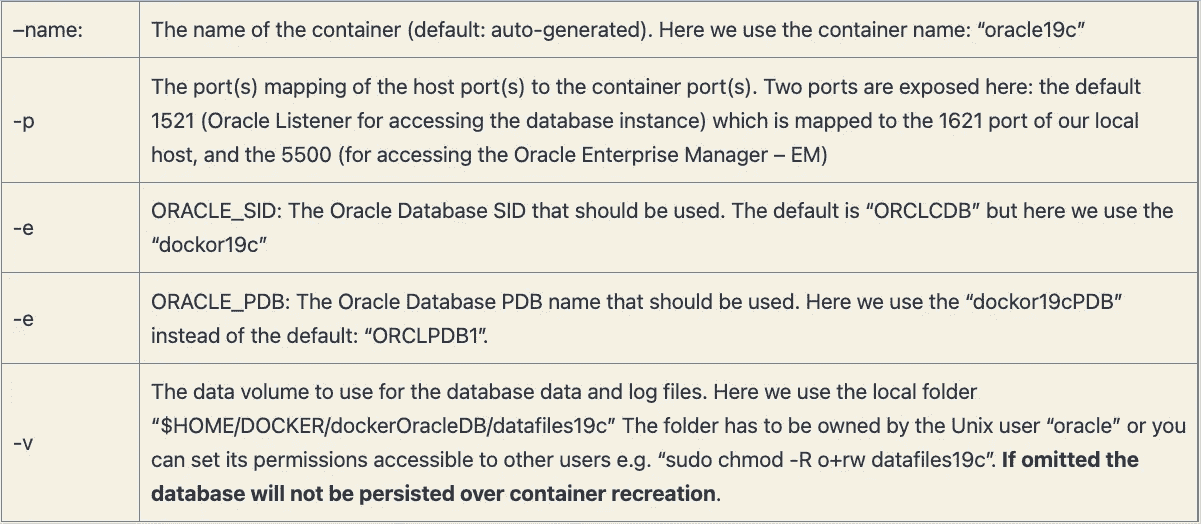 –name:
The name of the container (default: auto-generated). Here we use the container name: “oracle19c”
-p
The port(s) mapping of the host port(s) to the container port(s). Two ports are exposed here: the default
1521 (Oracle Listener for accessing the database instance) which is mapped to the 1621 port of our local
host, and the 5500 (for accessing the Oracle Enterprise Manager – EM)
-e
ORACLE_SID: The Oracle Database SID that should be used. The default is “ORCLCDB” but here we use the
“dockor19c”
-e
ORACLE_PDB: The Oracle Database PDB name that should be used. Here we use the “dockor19cPDB”
instead of the default: “ORCLPDB1”.
-v
The data volume to use for the database data and log files. Here we use the local folder
“$HOME/DOCKER/dockerOracleDB/datafiles19c” The folder has to be owned by the Unix user “oracle” or you
can set its permissions accessible to other users e.g. “sudo chmod -R o+rw datafiles19c”. If omitted the
database will not be persisted over container recreation.